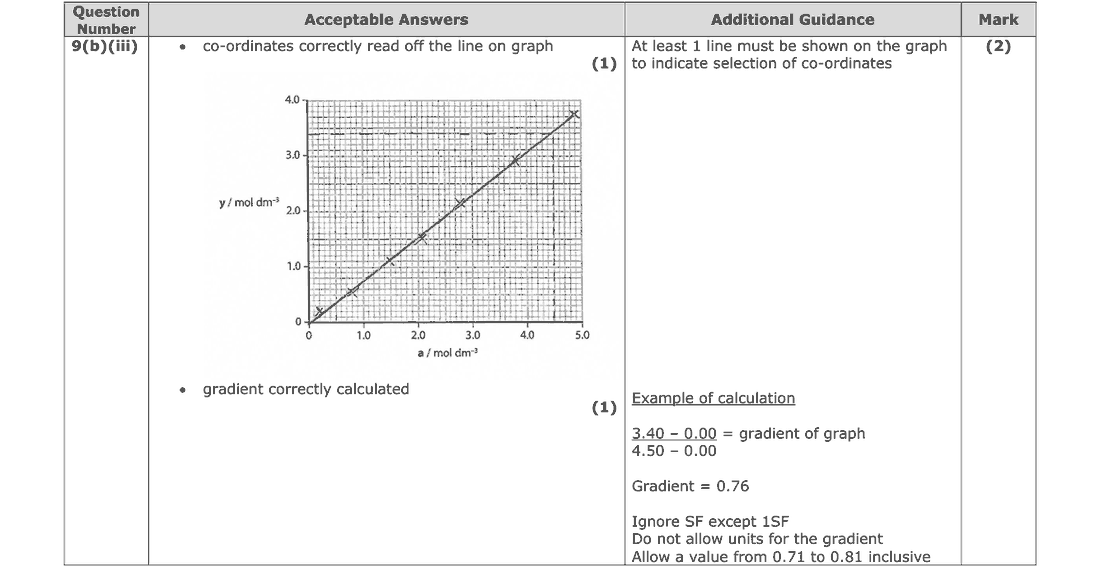 Question Number
Acceptable Answers
Additional Guidance
Mark
9(b)(iii)
• co-ordinates correctly read off the line on graph
(1)
At least 1 line must be shown on the graph
to indicate selection of co-ordinates
(2)
4.0
3.0
y / mol dm⁻³
2.0
1.0
0
0 1.0 2.0 3.0 4.0 5.0
a / mol dm⁻³
• gradient correctly calculated
(1)
Example of calculation
3.40 – 0.00 = gradient of graph
4.50 – 0.00
Gradient = 0.76
Ignore SF except 1SF
Do not allow units for the gradient
Allow a value from 0.71 to 0.81 inclusive